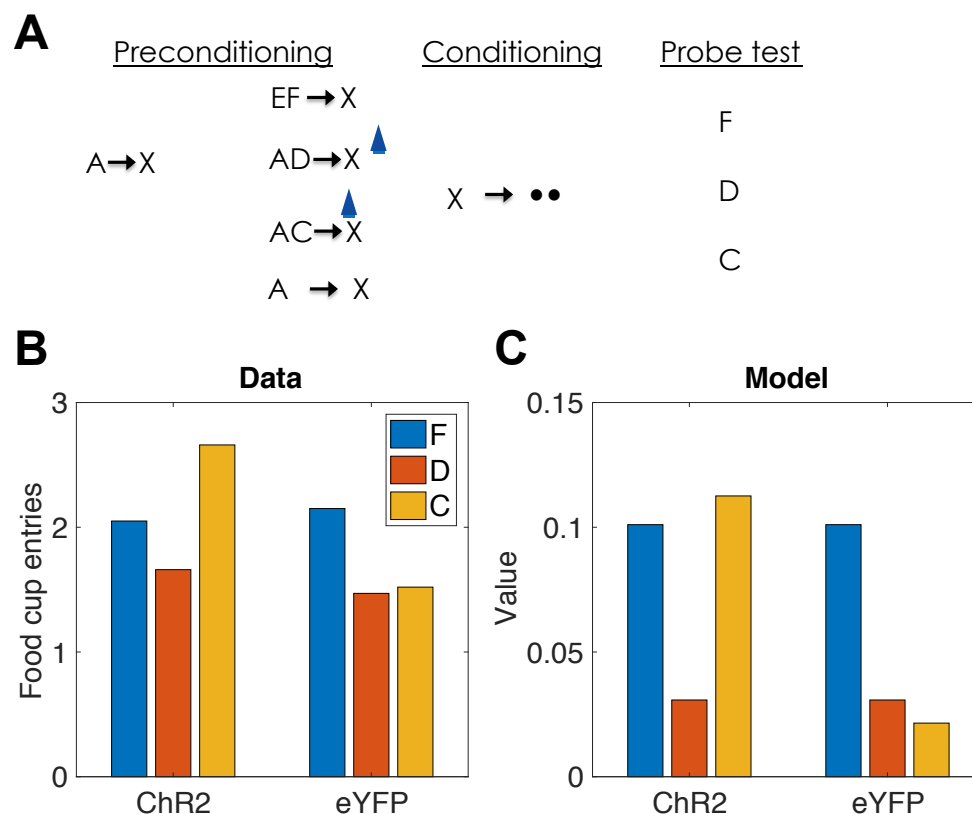 A
Preconditioning Conditioning Probe test
EF → X
F
AD → X
A → X
D
X → ••
AC → X
C
A → X
B
Data
3
2
1
0
Food cup entries
F
D
C
ChR2 eYFP
C
Model
0.15
0.1
0.05
0
Value
ChR2 eYFP